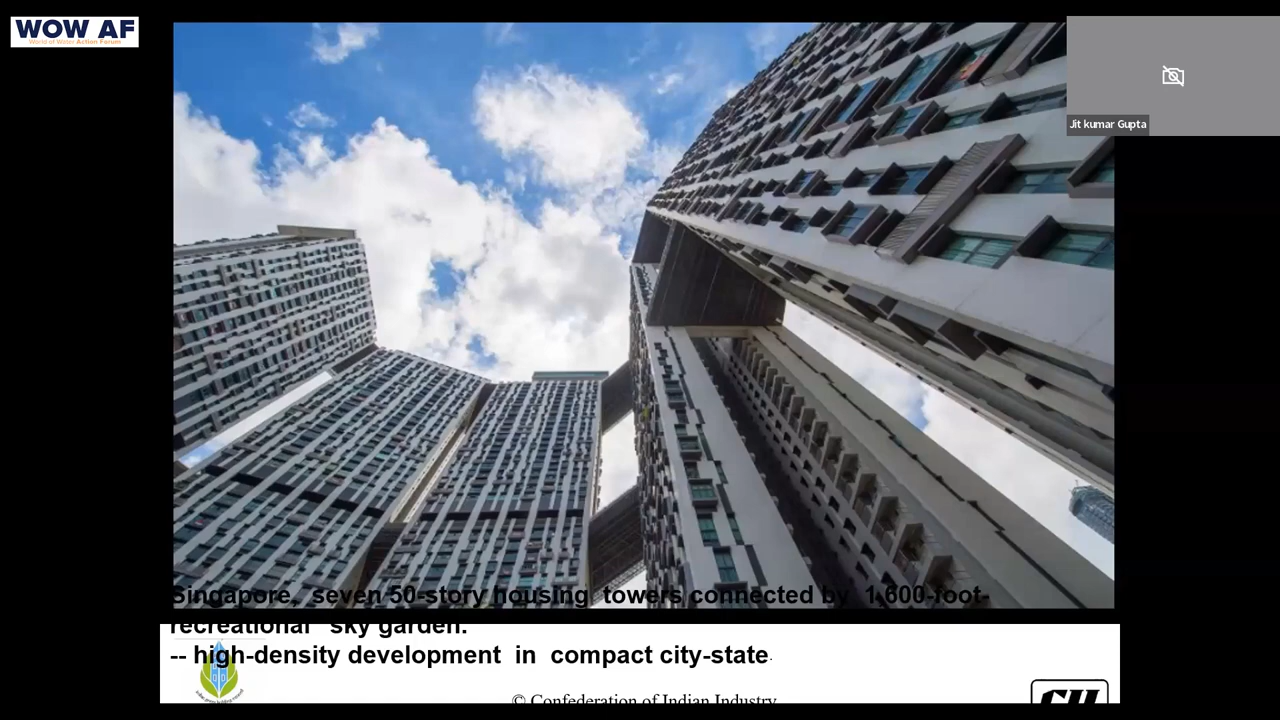 WOW AF
World of Water Action Forum
Jit kumar Gupta
Singapore, seven 50-story housing towers connected by 1,600-foot-
recreational sky garden.
-- high-density development in compact city-state.
© Confederation of Indian Industry
CII